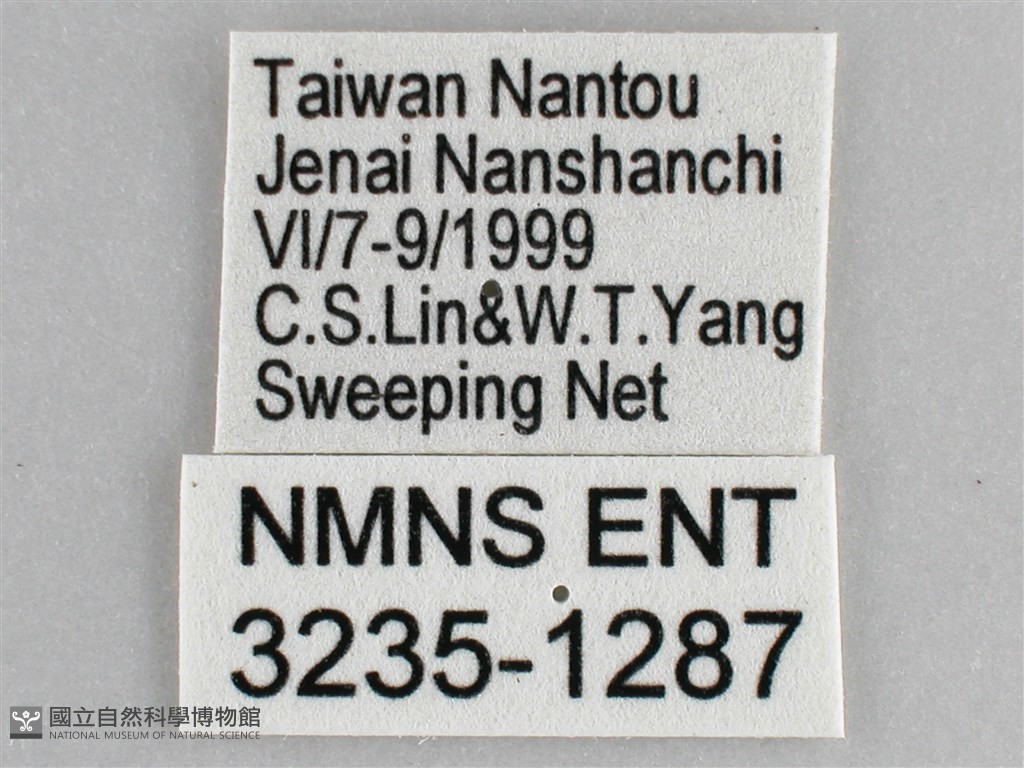 Taiwan Nantou
Jenai Nanshanchi
VI/7-9/1999
C.S.Lin&W.T.Yang
Sweeping Net
NMNS ENT
3235-1287
國立自然科學博物館
NATIONAL MUSEUM OF NATURAL SCIENCE